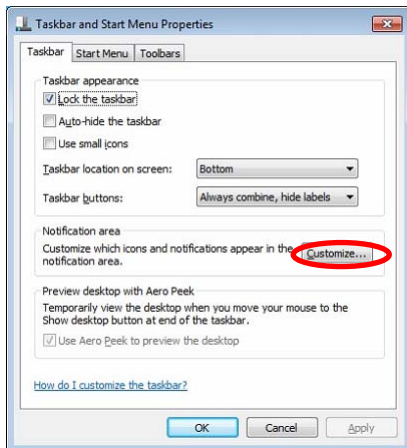 Taskbar and Start Menu Properties
Taskbar Start Menu Toolbars
Taskbar appearance
Lock the taskbar
Auto-hide the taskbar
Use small icons
Taskbar location on screen: Bottom
Taskbar buttons: Always combine, hide labels
Notification area
Customize which icons and notifications appear in the
notification area.
Customize...
Preview desktop with Aero Peek
Temporarily view the desktop when you move your mouse to the
Show desktop button at end of the taskbar.
Use Aero Peek to preview the desktop
How do I customize the taskbar?
OK Cancel Apply